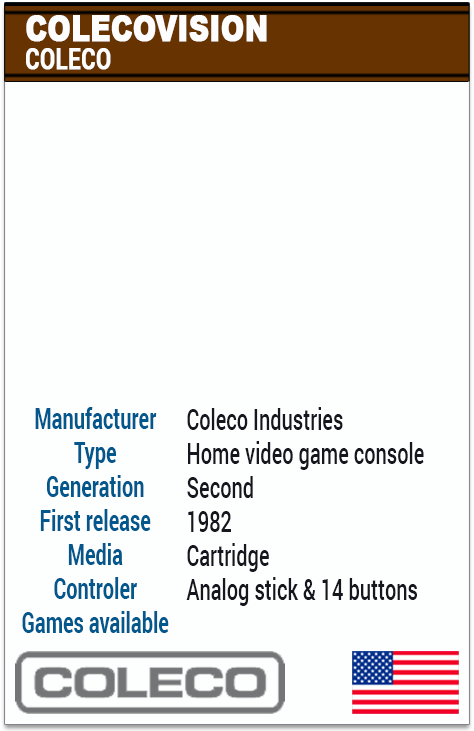 COLECOVISION
COLECO
Manufacturer Coleco Industries
Type Home video game console
Generation Second
First release 1982
Media Cartridge
Controler Analog stick & 14 buttons
Games available
COLECO